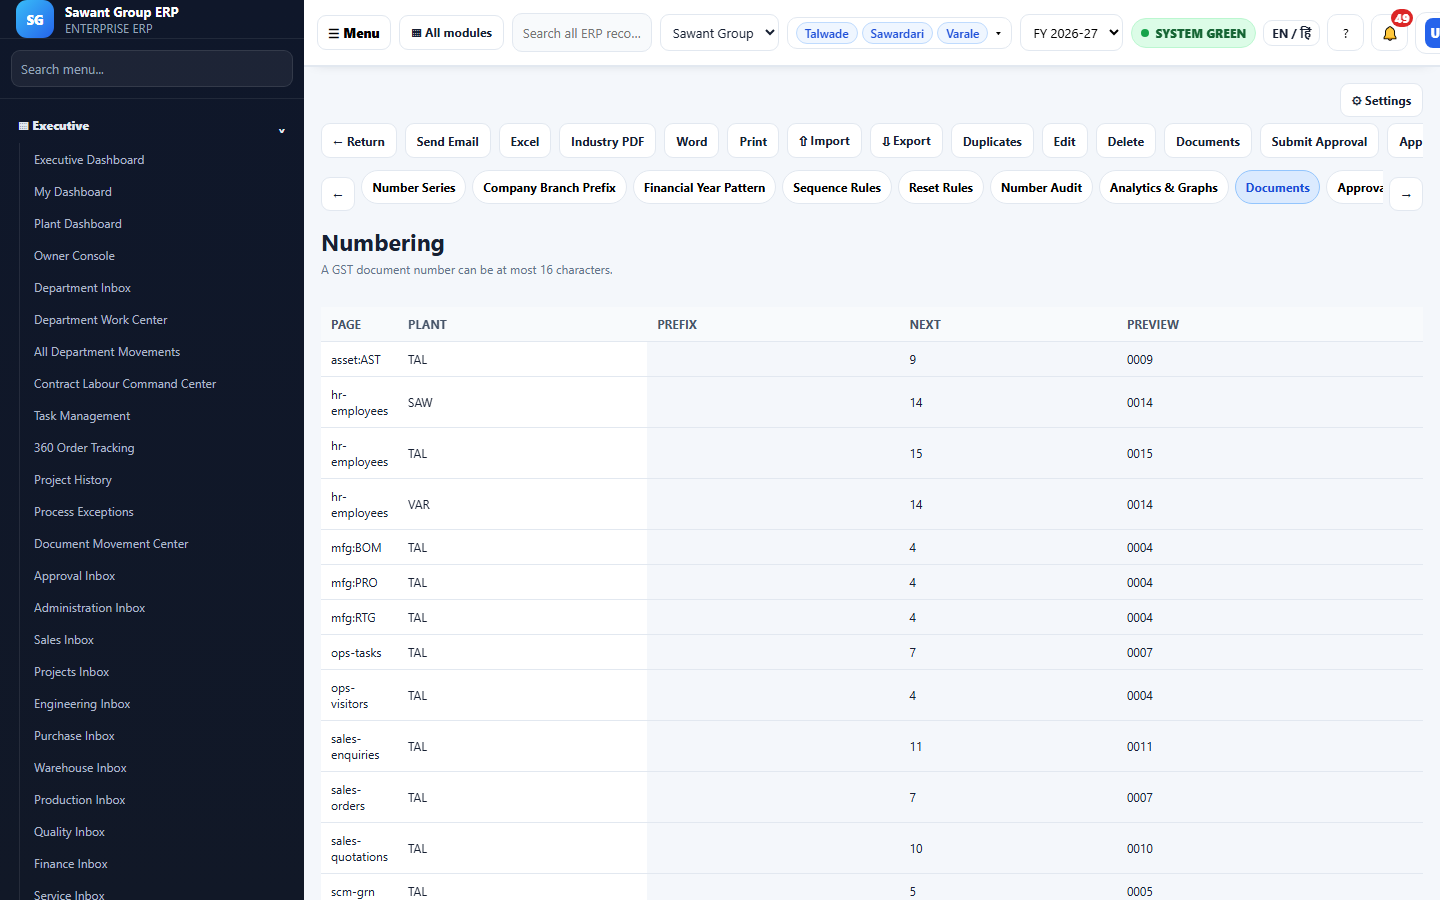 SG
Sawant Group ERP
ENTERPRISE ERP
Search menu...
Executive
Executive Dashboard
My Dashboard
Plant Dashboard
Owner Console
Department Inbox
Department Work Center
All Department Movements
Contract Labour Command Center
Task Management
360 Order Tracking
Project History
Process Exceptions
Document Movement Center
Approval Inbox
Administration Inbox
Sales Inbox
Projects Inbox
Engineering Inbox
Purchase Inbox
Warehouse Inbox
Production Inbox
Quality Inbox
Finance Inbox
Service Inbox
☰ Menu All modules Search all ERP reco... Sawant Group Talwade Sawardari Varale FY 2026-27 SYSTEM GREEN EN / हिं ? 49 U
⚙ Settings
← Return Send Email Excel Industry PDF Word Print ⇧ Import ⇩ Export Duplicates Edit Delete Documents Submit Approval App
← Number Series Company Branch Prefix Financial Year Pattern Sequence Rules Reset Rules Number Audit Analytics & Graphs Documents Approva →
Numbering
A GST document number can be at most 16 characters.
PAGE PLANT PREFIX NEXT PREVIEW
asset:AST TAL 9 0009
hr-
employees SAW 14 0014
hr-
employees TAL 15 0015
hr-
employees VAR 14 0014
mfg:BOM TAL 4 0004
mfg:PRO TAL 4 0004
mfg:RTG TAL 4 0004
ops-tasks TAL 7 0007
ops-
visitors TAL 4 0004
sales-
enquiries TAL 11 0011
sales-
orders TAL 7 0007
sales-
quotations TAL 10 0010
scm-grn TAL 5 0005